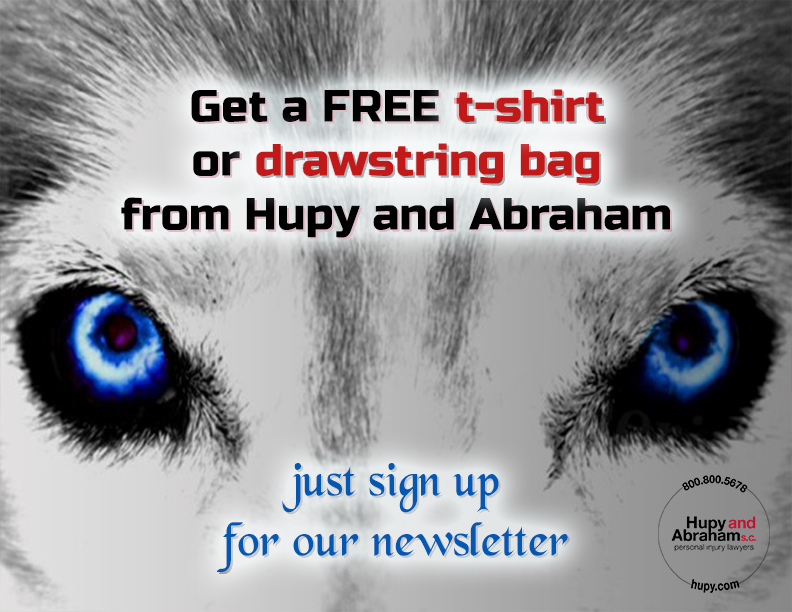 Get a FREE t-shirt
or drawstring bag
from Hupy and Abraham
just sign up
for our newsletter
800.800.5678
Hupy and
Abraham S.C.
personal injury lawyers
hupy.com